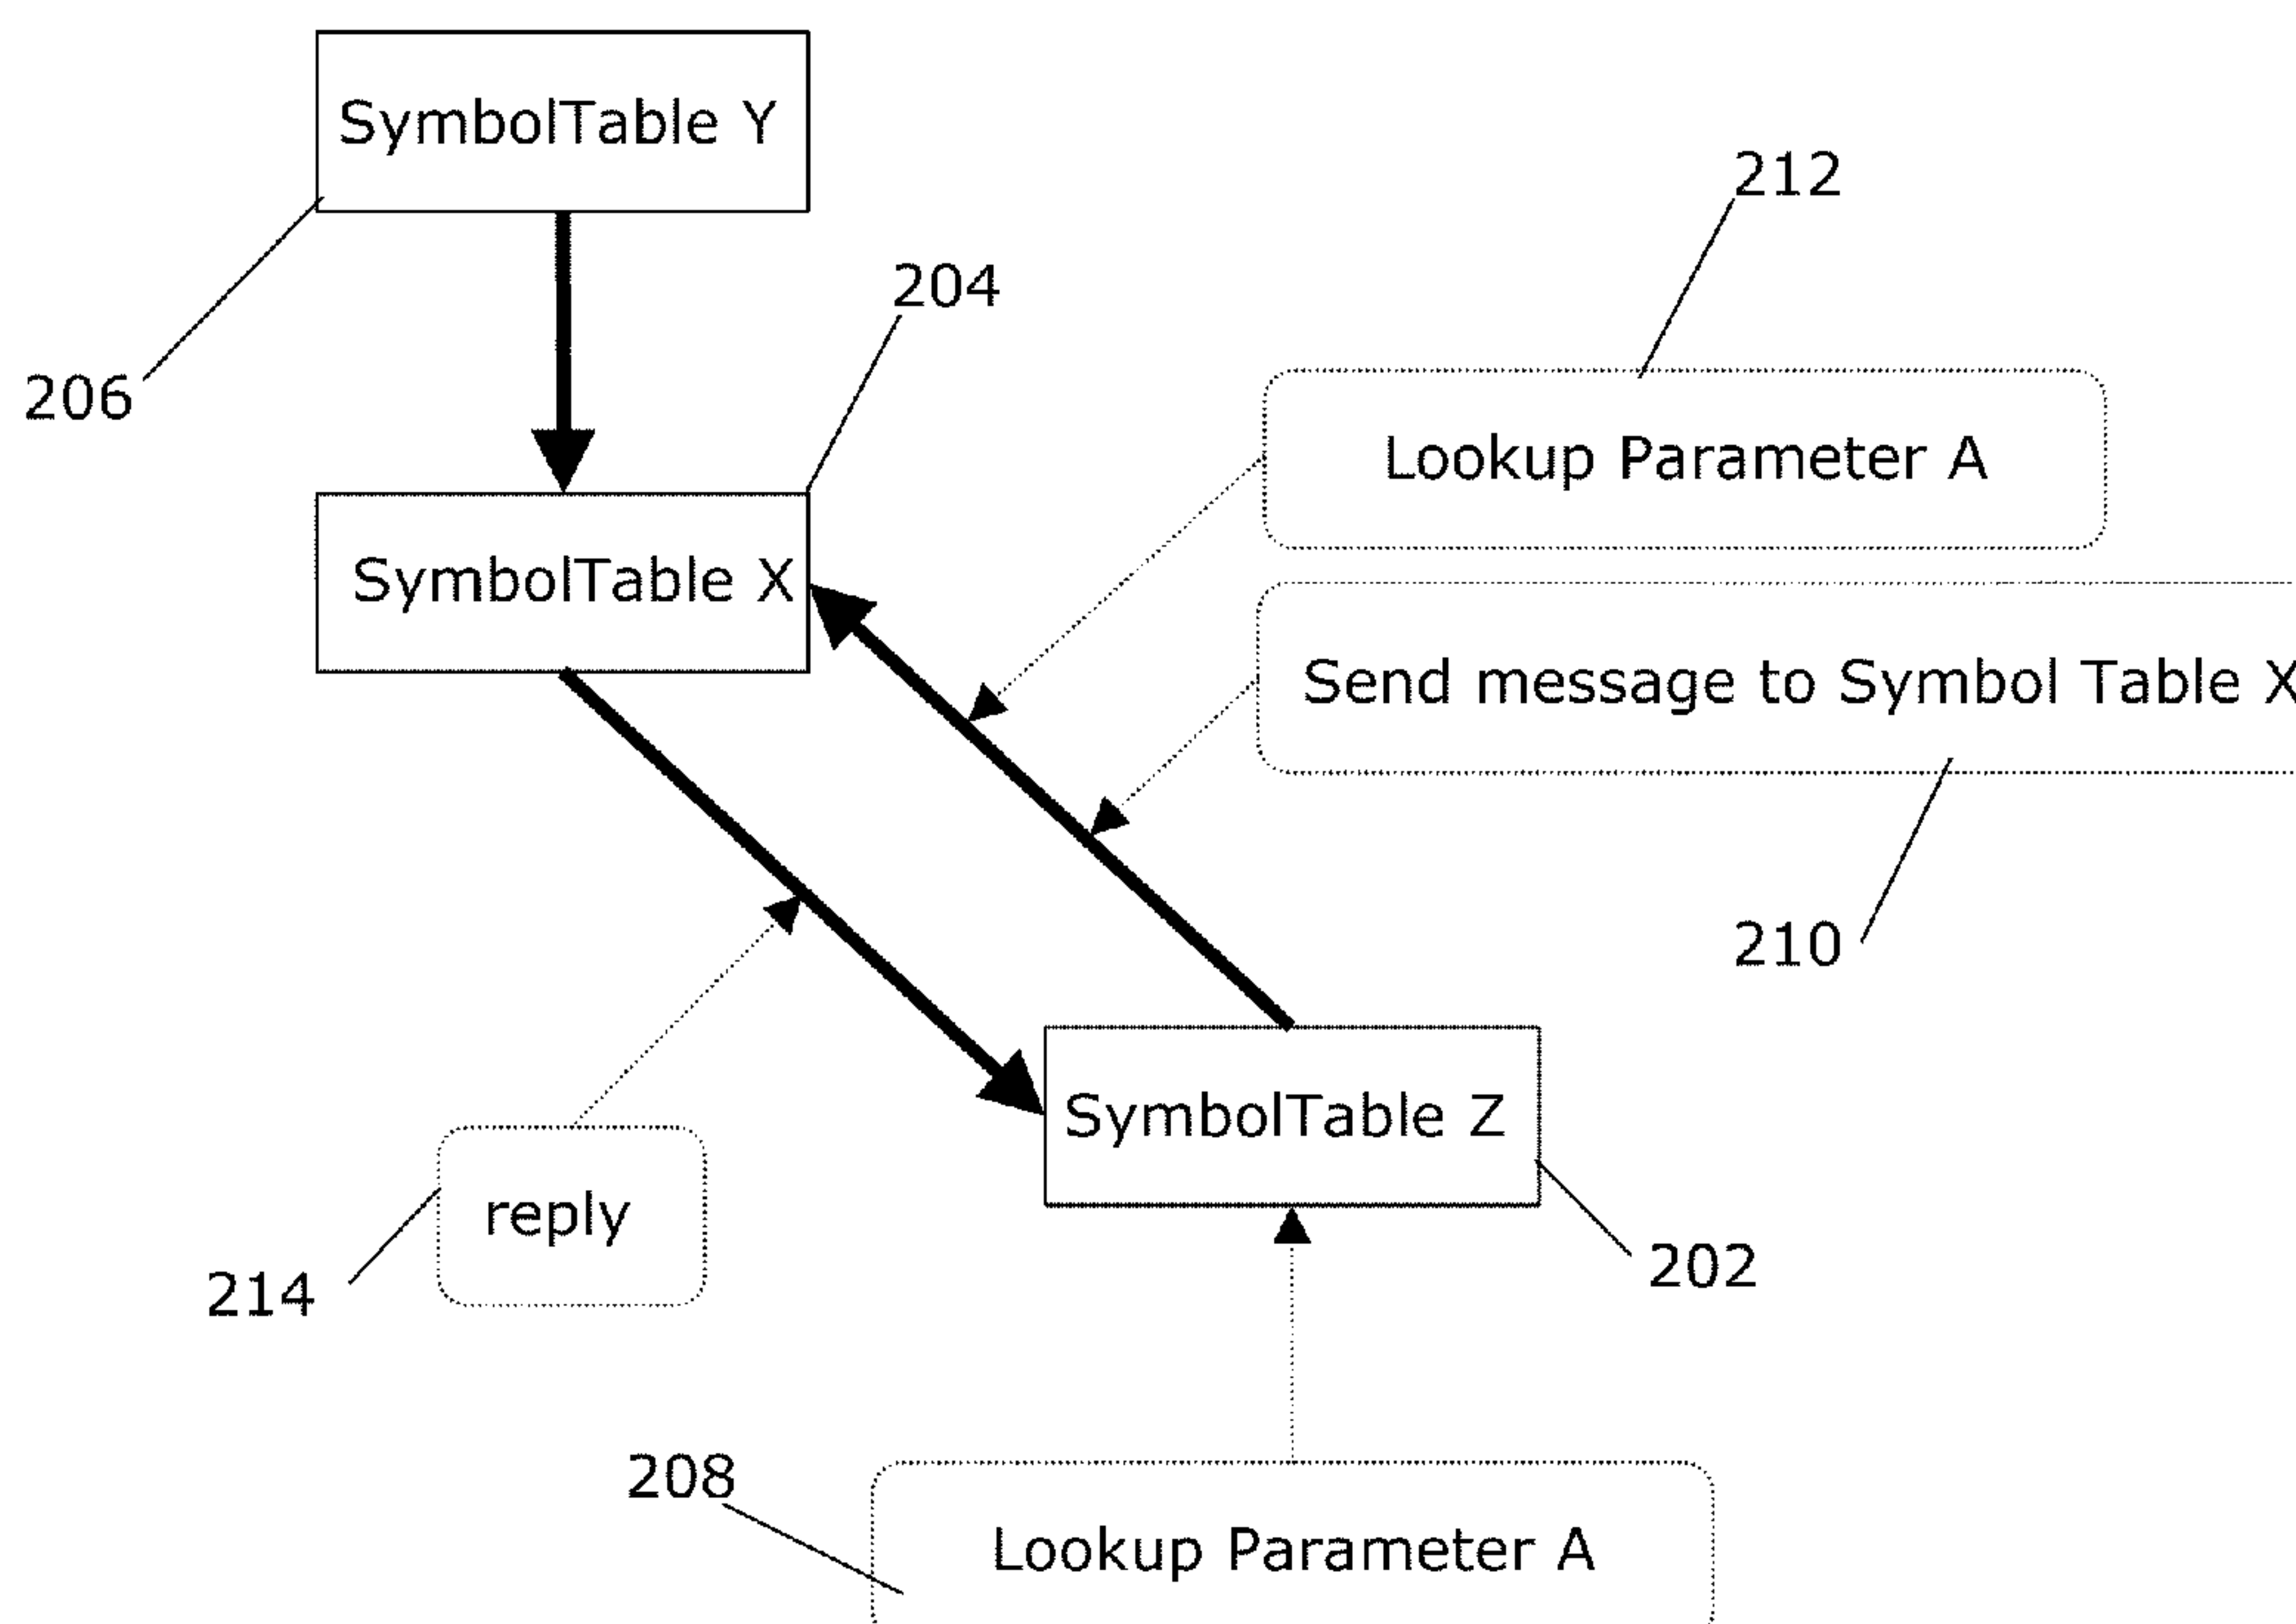 SymbolTable Y
212
204
206
Lookup Parameter A
SymbolTable X
Send message to Symbol Table X
210
SymbolTable Z
reply
202
214
208
Lookup Parameter A